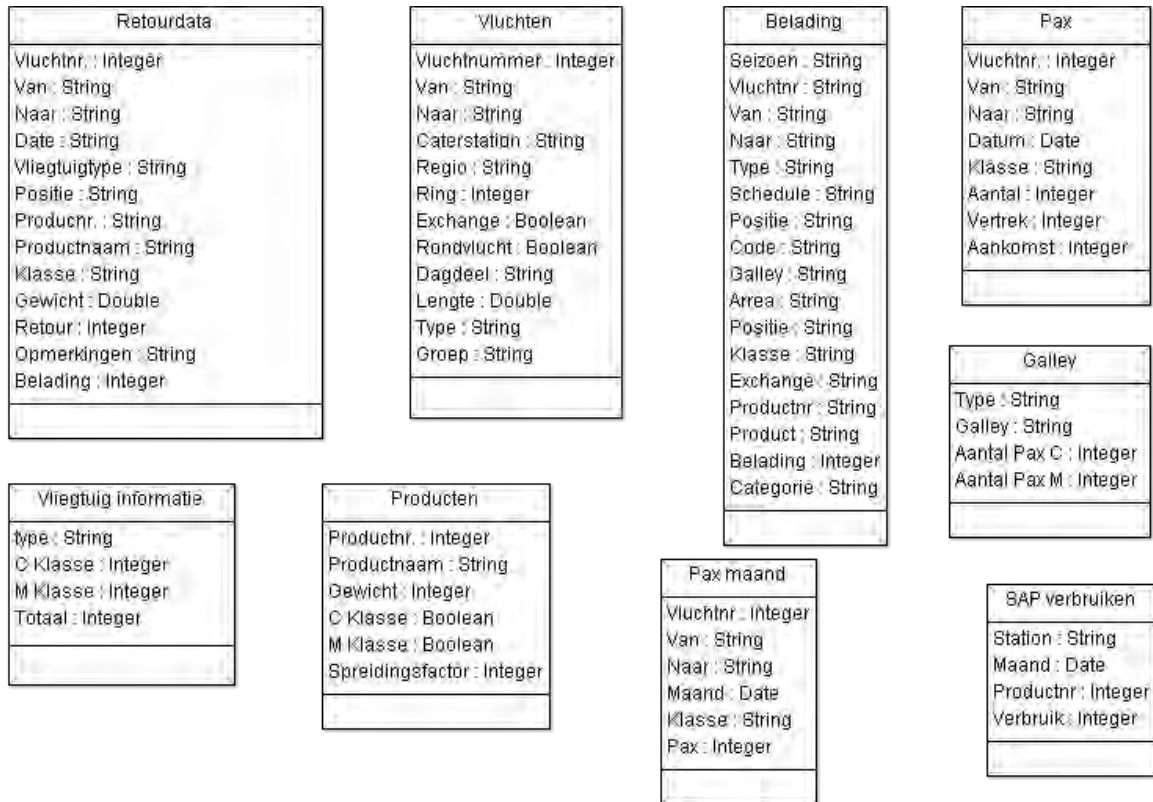 Retourdata
Vluchtnr. : Integer
Van : String
Naar : String
Date : String
Vliegtuigtype : String
Positie : String
Producnr. : String
Productnaam : String
Klasse : String
Gewicht : Double
Retour : Integer
Opmerkingen : String
Belading : Integer
Vluchten
Vluchtnummer : Integer
Van : String
Naar : String
Caterstation : String
Regio : String
Ring : Integer
Exchange : Boolean
Rondvlucht : Boolean
Dagdeel : String
Lengte : Double
Type : String
Groep : String
Belading
Seizoen : String
Vluchtnr : String
Van : String
Naar : String
Type : String
Schedule : String
Positie : String
Code : String
Galley : String
Arrea : String
Positie : String
Klasse : String
Exchange : String
Productnr : String
Product : String
Belading : Integer
Categorie : String
Pax
Vluchtnr. : Integer
Van : String
Naar : String
Datum : Date
Klasse : String
Aantal : Integer
Vertrek : Integer
Aankomst : Integer
Galley
Type : String
Galley : String
Aantal Pax C : Integer
Aantal Pax M : Integer
Vliegtuig informatie
type : String
C Klasse : Integer
M Klasse : Integer
Totaal : Integer
Producten
Productnr. : Integer
Productnaam : String
Gewicht : Integer
C Klasse : Boolean
M Klasse : Boolean
Spreidingsfactor : Integer
Pax maand
Vluchtnr : Integer
Van : String
Naar : String
Maand : Date
Klasse : String
Pax : Integer
SAP verbruiken
Station : String
Maand : Date
Productnr : Integer
Verbruik : Integer